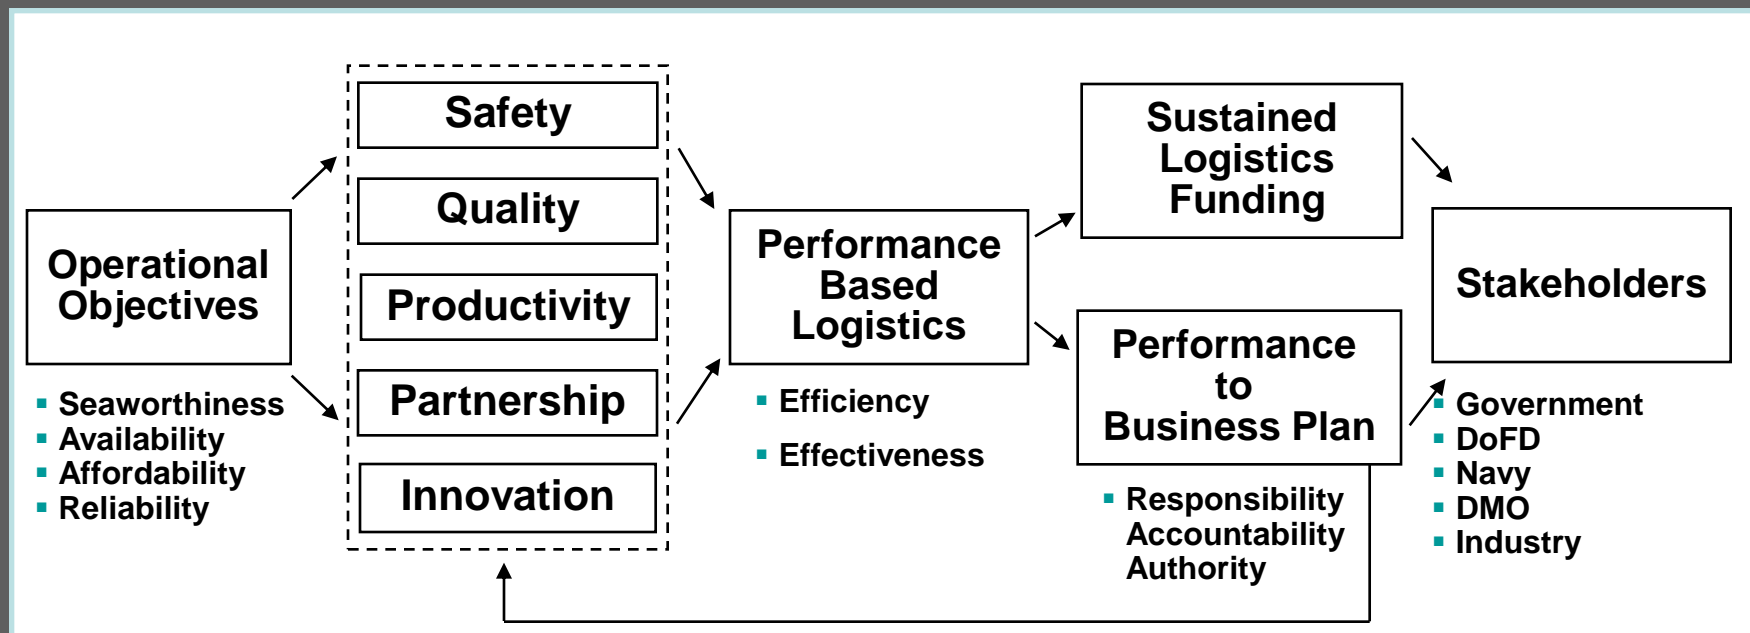 Operational
Objectives
Seaworthiness
Availability
Affordability
Reliability
Safety
Quality
Productivity
Partnership
Innovation
Performance
Based
Logistics
Efficiency
Effectiveness
Sustained
Logistics
Funding
Performance
to
Business Plan
Responsibility
Accountability
Authority
Stakeholders
Government
DoFD
Navy
DMO
Industry